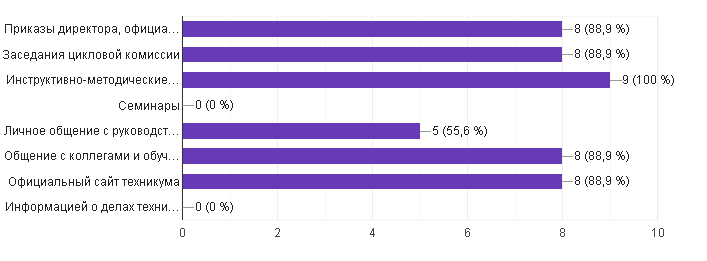 Приказы директора, официа... 8 (88,9 %)
Заседания цикловой комиссии 8 (88,9 %)
Инструктивно-методические... 9 (100 %)
Семинары 0 (0 %)
Личное общение с руководст... 5 (55,6 %)
Общение с коллегами и обуч... 8 (88,9 %)
Официальный сайт техникума 8 (88,9 %)
Информацией о делах техни... 0 (0 %)
0 2 4 6 8 10